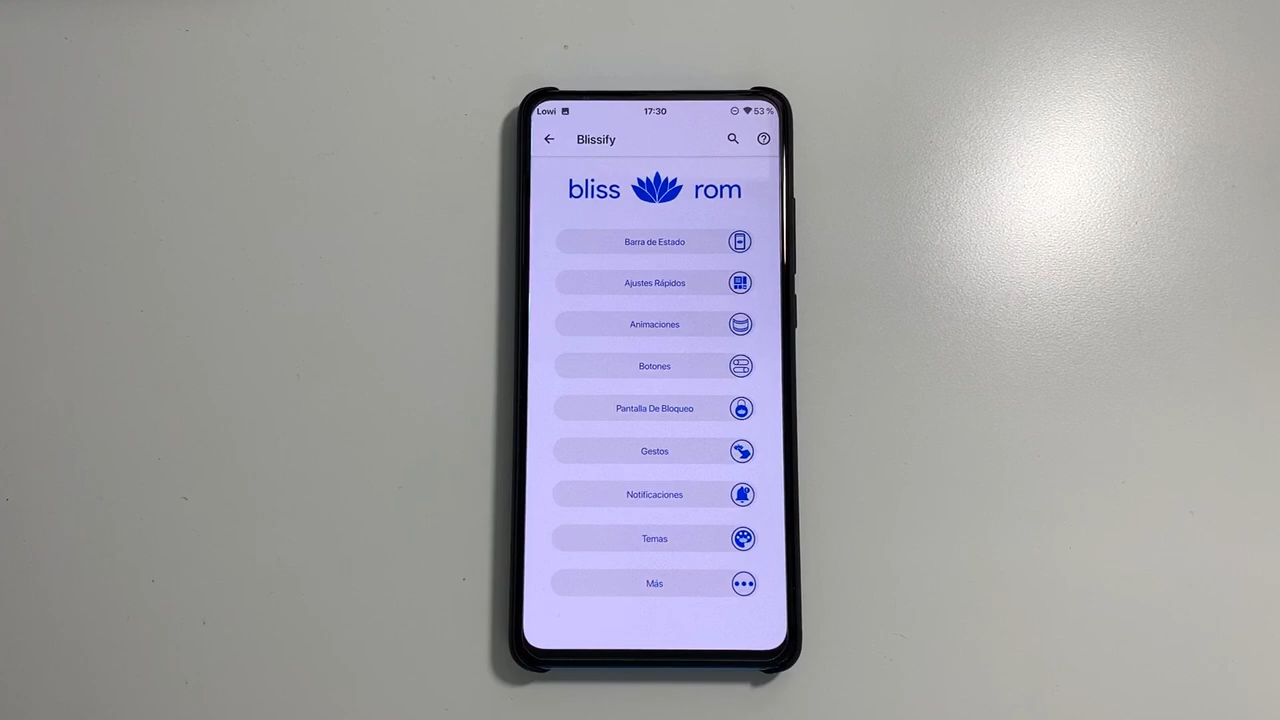 Lowi 17:30 53 %
Blissify
bliss rom
Barra de Estado
Ajustes Rápidos
Animaciones
Botones
Pantalla De Bloqueo
Gestos
Notificaciones
Temas
Más